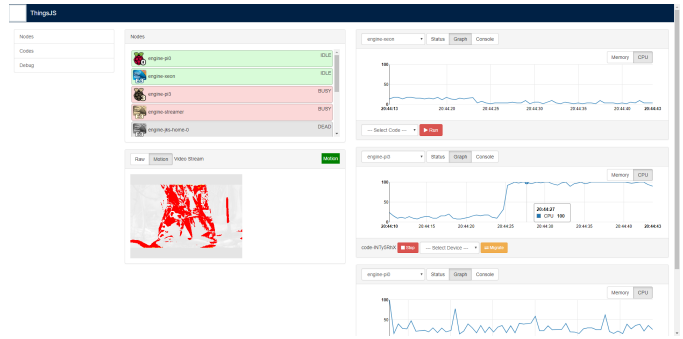 ThingsJS
Nodes
Codes
Debug
Nodes
engine-pi0 IDLE
engine-xeon IDLE
engine-pi3 BUSY
engine-streamer BUSY
engine-jks-home-0 DEAD
Raw Motion Video Stream Motion
engine-xeon Status Graph Console
Memory CPU
100
50
0
20:44:13 20:44:20 20:44:25 20:44:30 20:44:35 20:44:40 20:44:43
--- Select Code --- Run
engine-pi3 Status Graph Console
Memory CPU
100
50
0
20:44:10 20:44:15 20:44:20 20:44:25 20:44:30 20:44:35 20:44:40 20:44:43
20:44:27
CPU 100
Stop --- Select Device --- Migrate
engine-pi0 Status Graph Console
Memory CPU
100
50